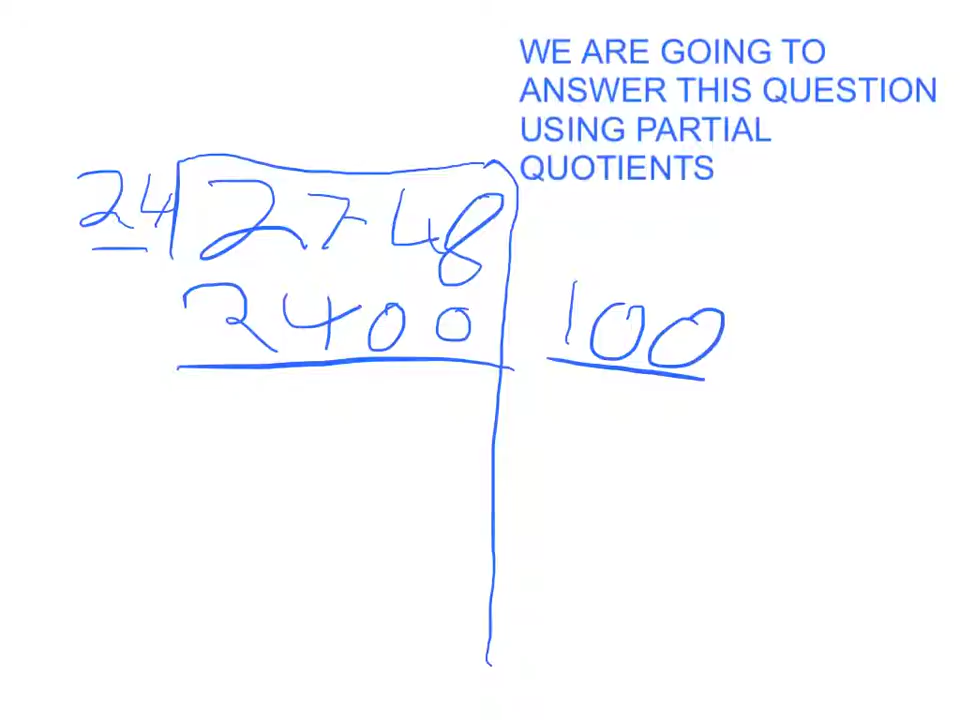 WE ARE GOING TO
ANSWER THIS QUESTION
USING PARTIAL
QUOTIENTS
24 2748
2400 100